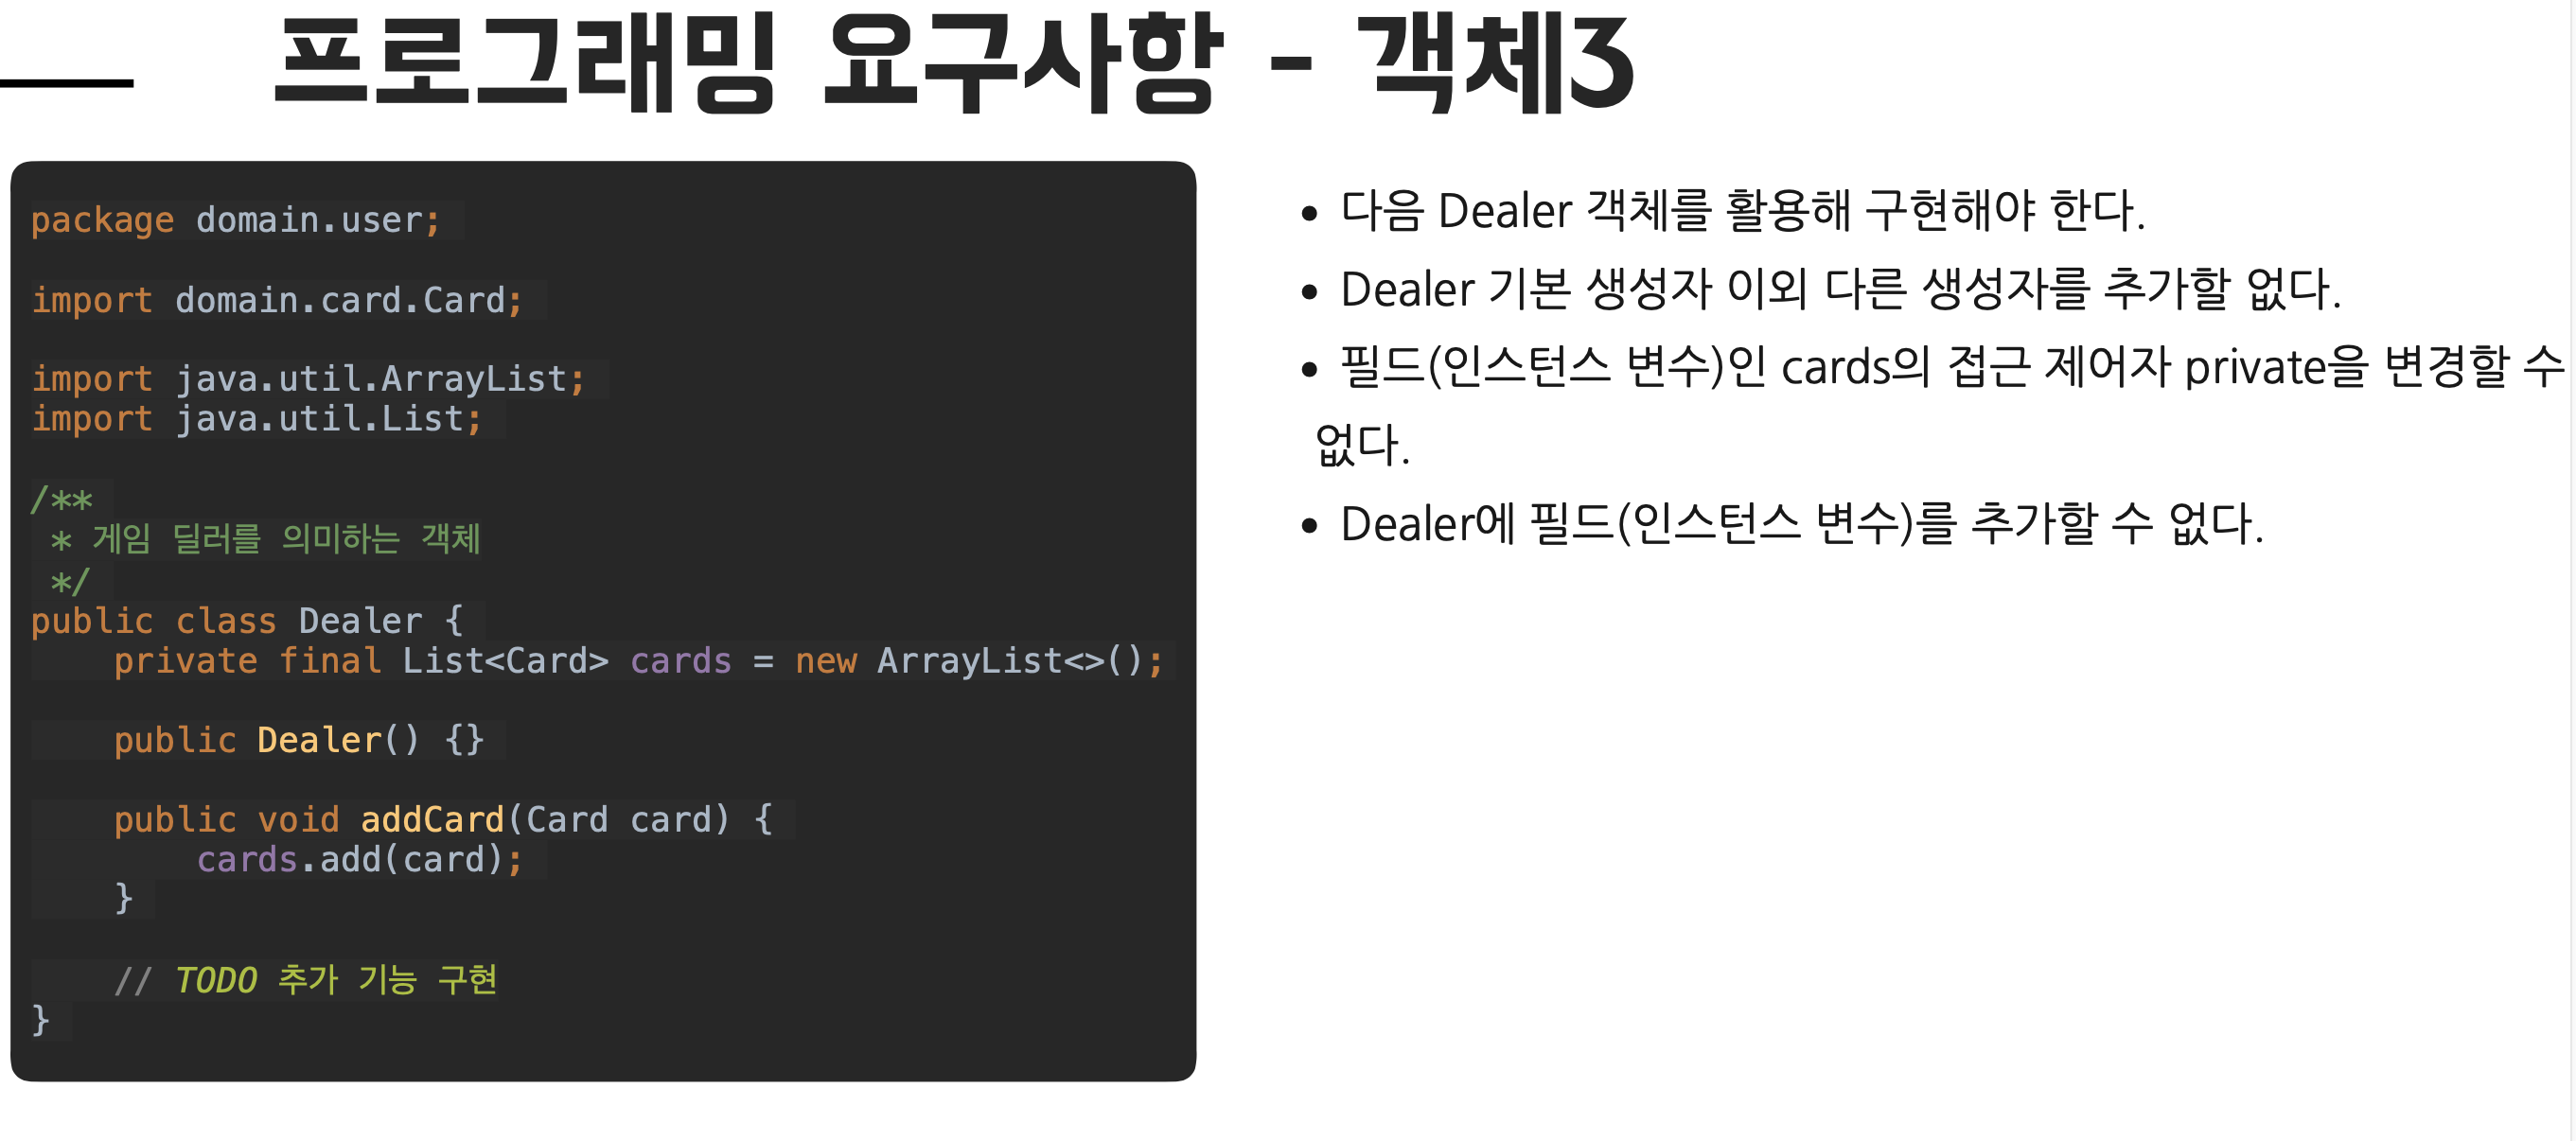 프로그래밍 요구사항 - 객체3
package domain.user;
import domain.card.Card;
import java.util.ArrayList;
import java.util.List;
/**
 * 게임 딜러를 의미하는 객체
 */
public class Dealer {
    private final List<Card> cards = new ArrayList<>();
    public Dealer() {}
    public void addCard(Card card) {
        cards.add(card);
    }
    // TODO 추가 기능 구현
}
• 다음 Dealer 객체를 활용해 구현해야 한다.
• Dealer 기본 생성자 이외 다른 생성자를 추가할 없다.
• 필드(인스턴스 변수)인 cards의 접근 제어자 private을 변경할 수
없다.
• Dealer에 필드(인스턴스 변수)를 추가할 수 없다.